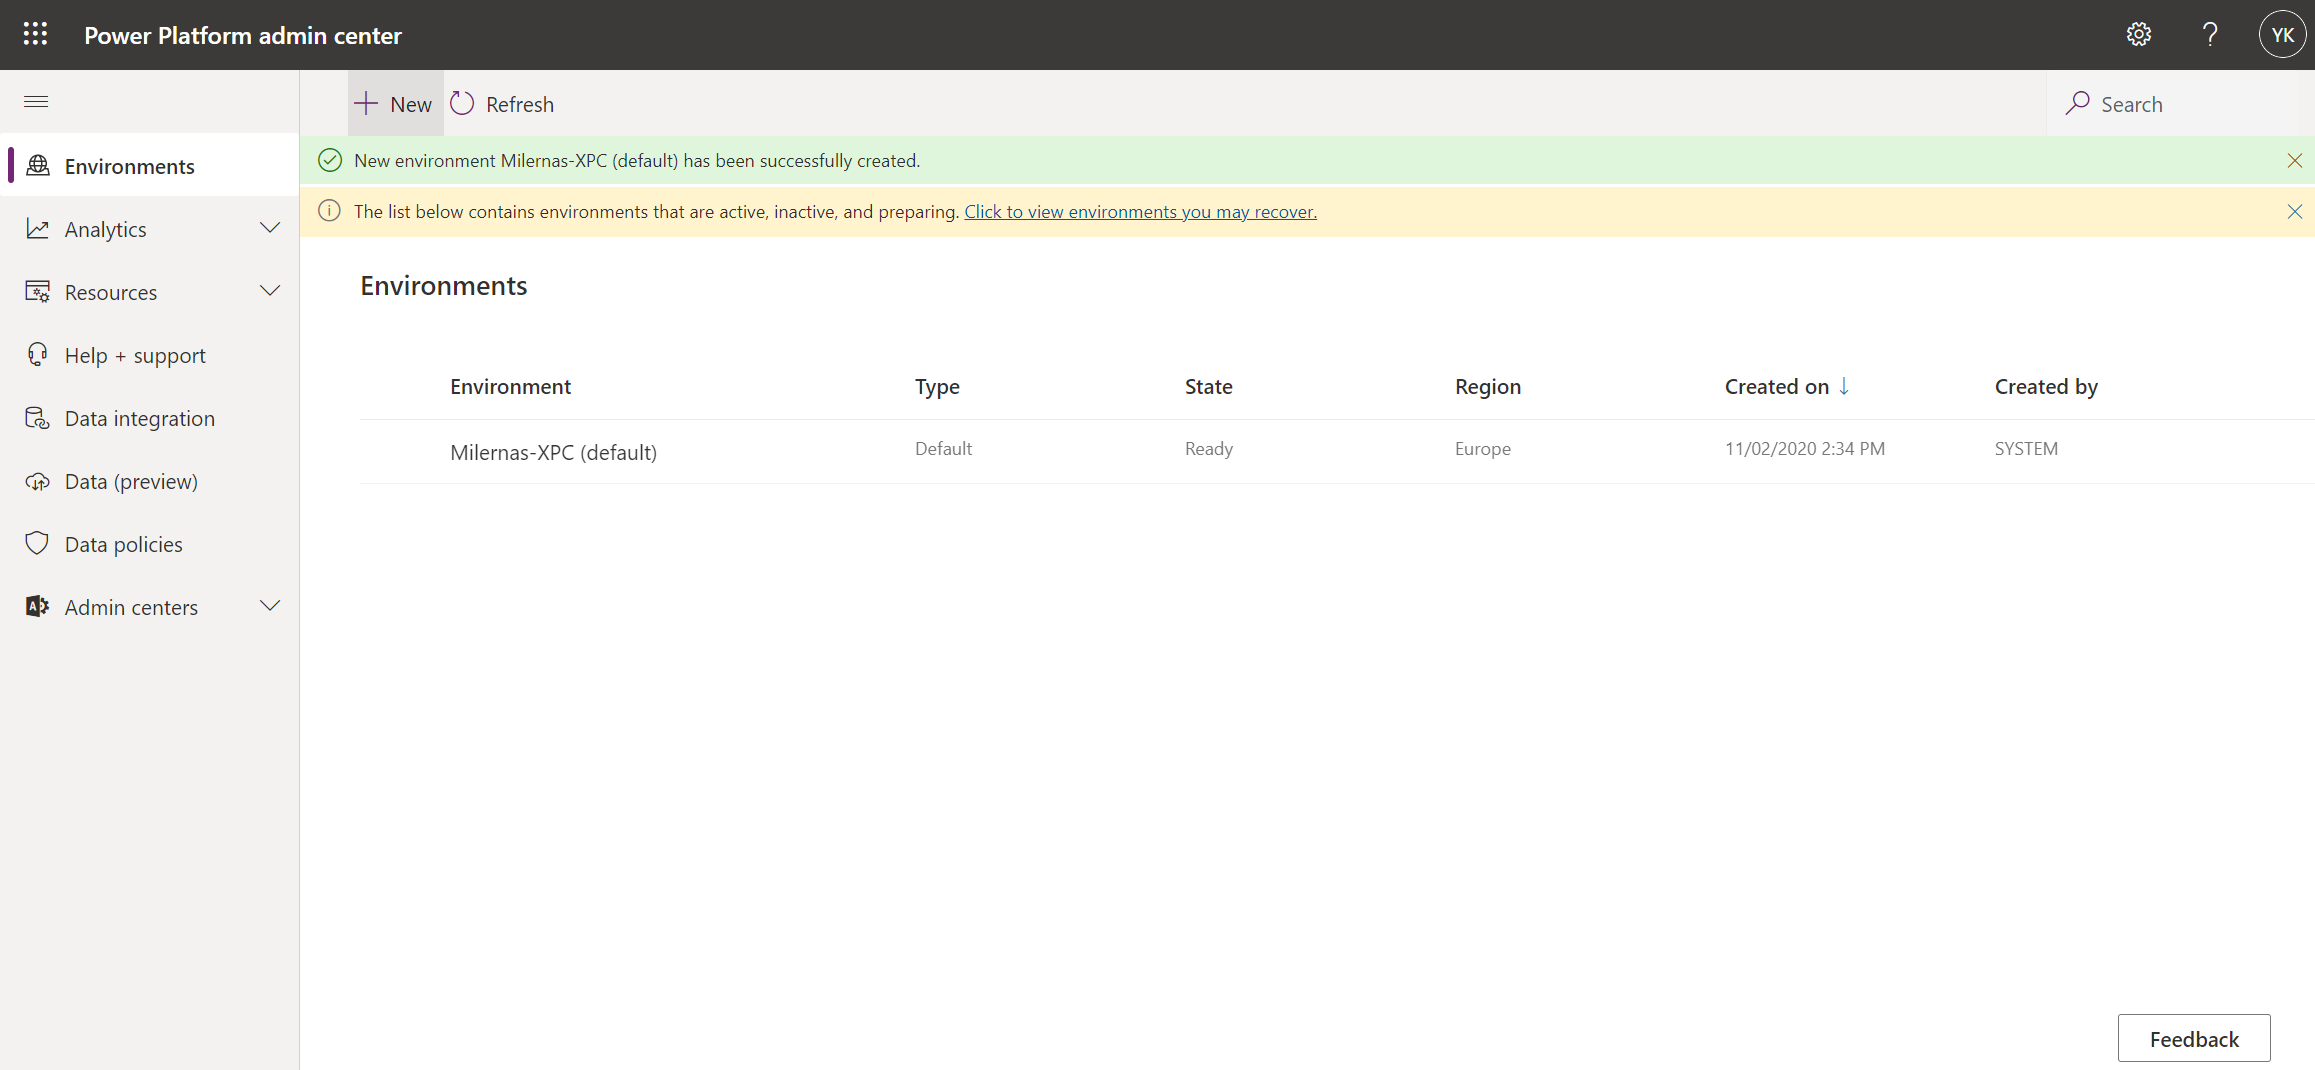 Power Platform admin center
YK
New
Refresh
Search
Environments
Analytics
Resources
Help + support
Data integration
Data (preview)
Data policies
Admin centers
New environment Milernas-XPC (default) has been successfully created.
The list below contains environments that are active, inactive, and preparing. Click to view environments you may recover.
Environments
Environment Type State Region Created on ↓ Created by
Milernas-XPC (default) Default Ready Europe 11/02/2020 2:34 PM SYSTEM
Feedback